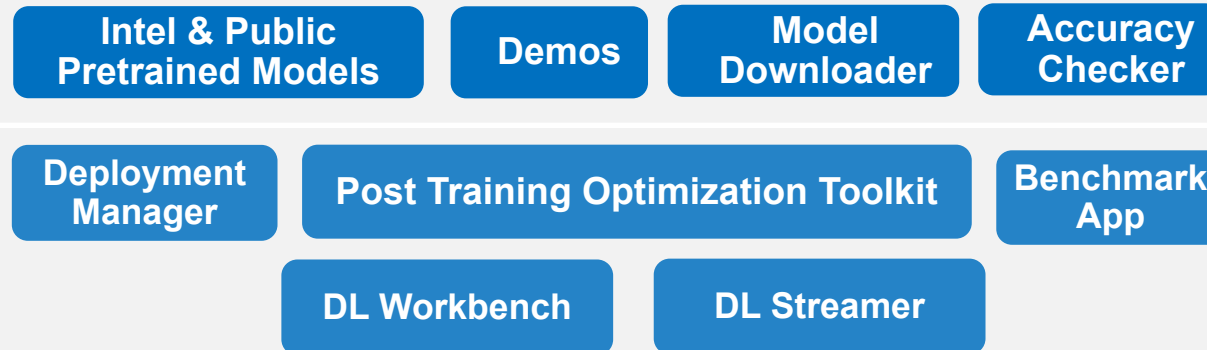 Intel & Public
Pretrained Models
Demos
Model
Downloader
Accuracy
Checker
Deployment
Manager
Post Training Optimization Toolkit
Benchmark
App
DL Workbench
DL Streamer